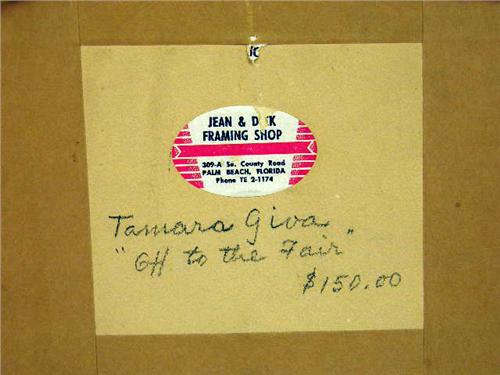 JEAN & D CK
FRAMING SHOP
309-A So. County Road
PALM BEACH, FLORIDA
Phone TE 2-1174
Tamara Giva
"Off to the Fair"
$150.00